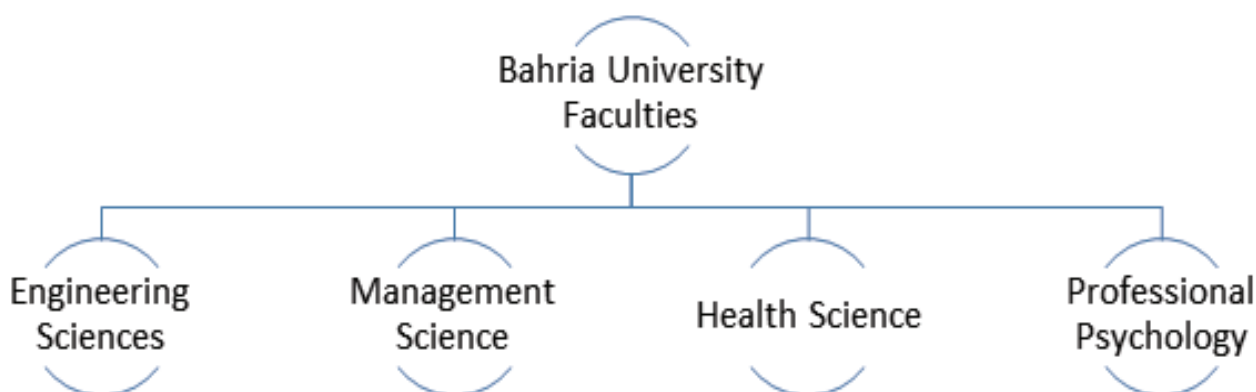 Bahria University
Faculties
Engineering
Sciences
Management
Science
Health Science
Professional
Psychology